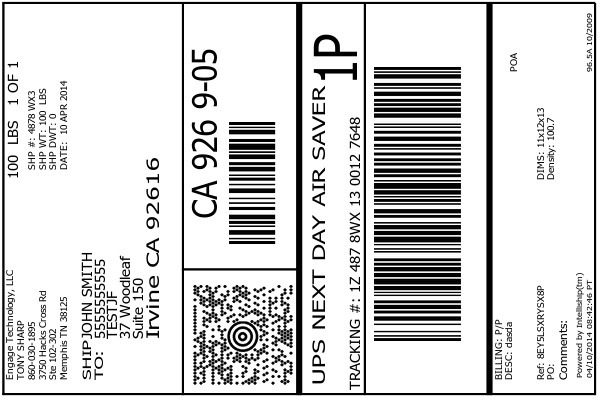 Engage Technology, LLC
TONY SHARP
860-030-1895
3750 Hacks Cross Rd
Ste 102-302
Memphis TN 38125
100 LBS 1 OF 1
SHP #: 4878 WX3
SHP WT: 100 LBS
SHP DWT: 0
DATE: 10 APR 2014
SHIP JOHN SMITH
TO: 5555555555
TESTJF
37 Woodleaf
Suite 150
Irvine CA 92616
CA 926 9-05
UPS NEXT DAY AIR SAVER
1P
TRACKING #: 1Z 487 8WX 13 0012 7648
BILLING: P/P
DESC: dasda
POA
Ref: 8EY5LSXRYSX8P
PO:
DIMS: 11x12x13
Density: 100.7
Comments:
Powered by Intelliship(tm)
04/10/2014 08:42:46 PT
96.5A 10/2009